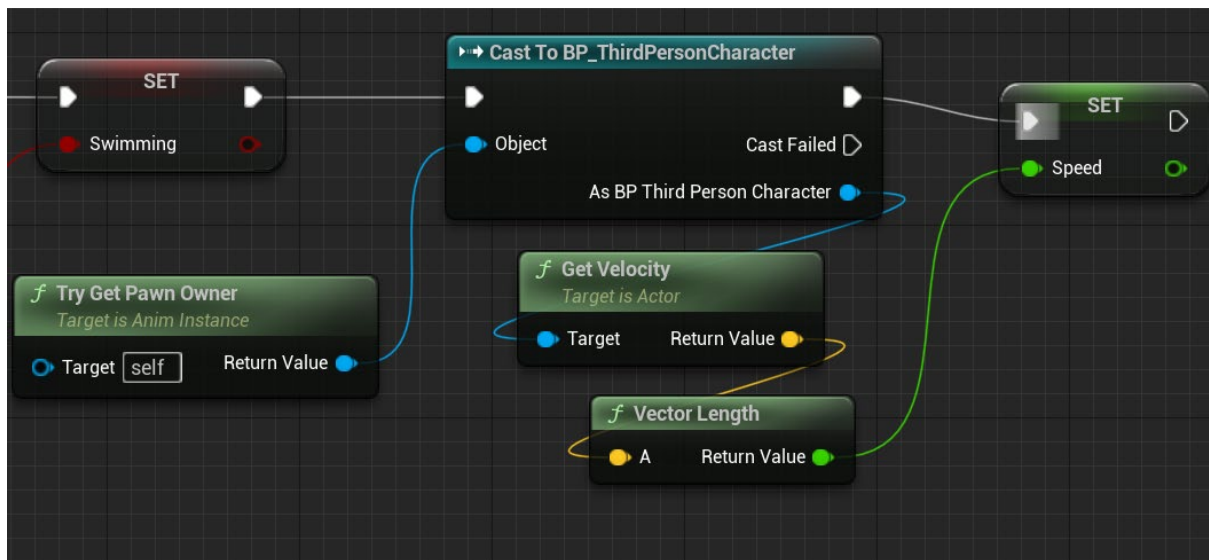 SET
Swimming
Cast To BP_ThirdPersonCharacter
Object
Cast Failed
As BP Third Person Character
SET
Speed
f Try Get Pawn Owner
Target is Anim Instance
Target self
Return Value
f Get Velocity
Target is Actor
Target
Return Value
f Vector Length
A
Return Value